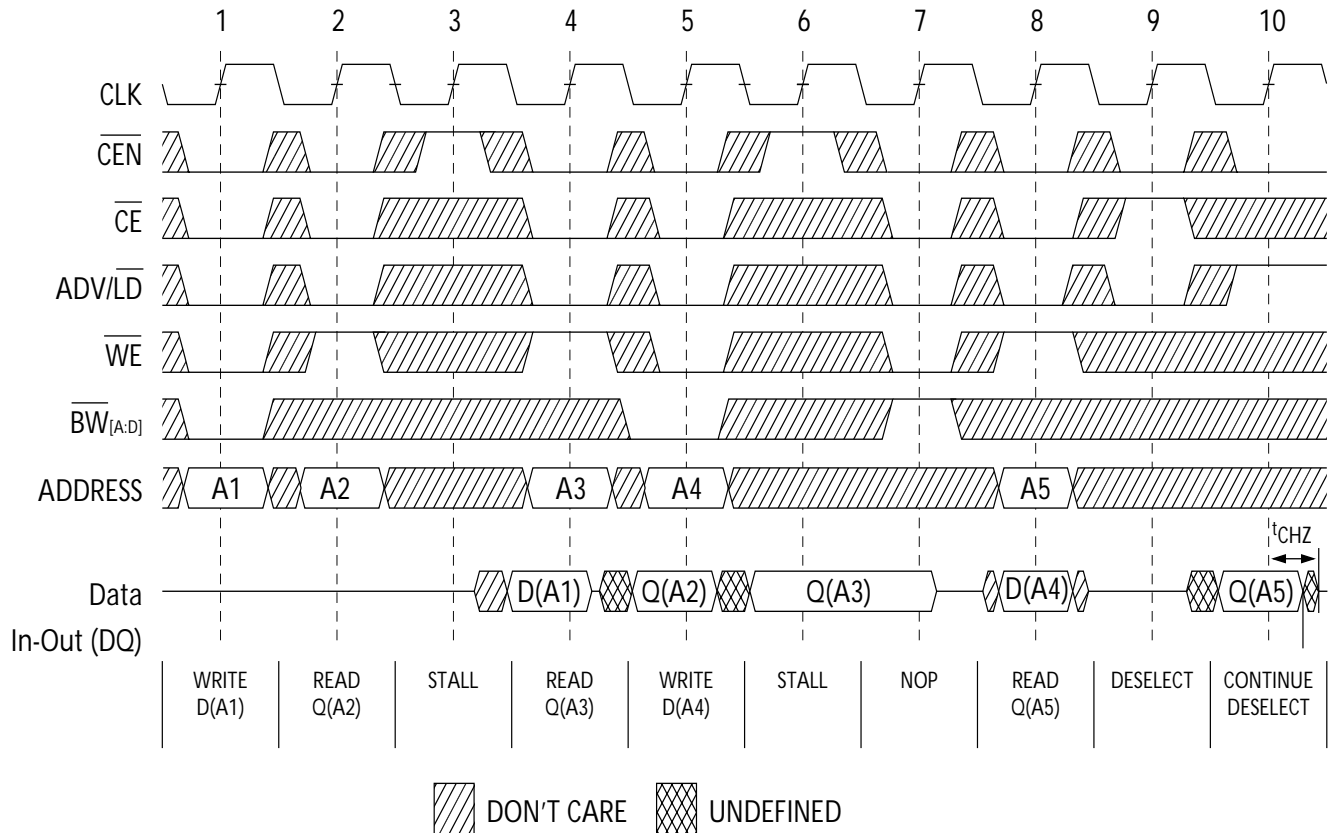 1 2 3 4 5 6 7 8 9 10
CLK
CEN
CE
ADV/LD
WE
BW[A:D]
ADDRESS A1 A2 A3 A4 A5
tCHZ
Data D(A1) Q(A2) Q(A3) D(A4) Q(A5)
In-Out (DQ)
WRITE READ STALL READ WRITE STALL NOP READ DESELECT CONTINUE
D(A1) Q(A2) Q(A3) D(A4) Q(A5) DESELECT
DON'T CARE UNDEFINED